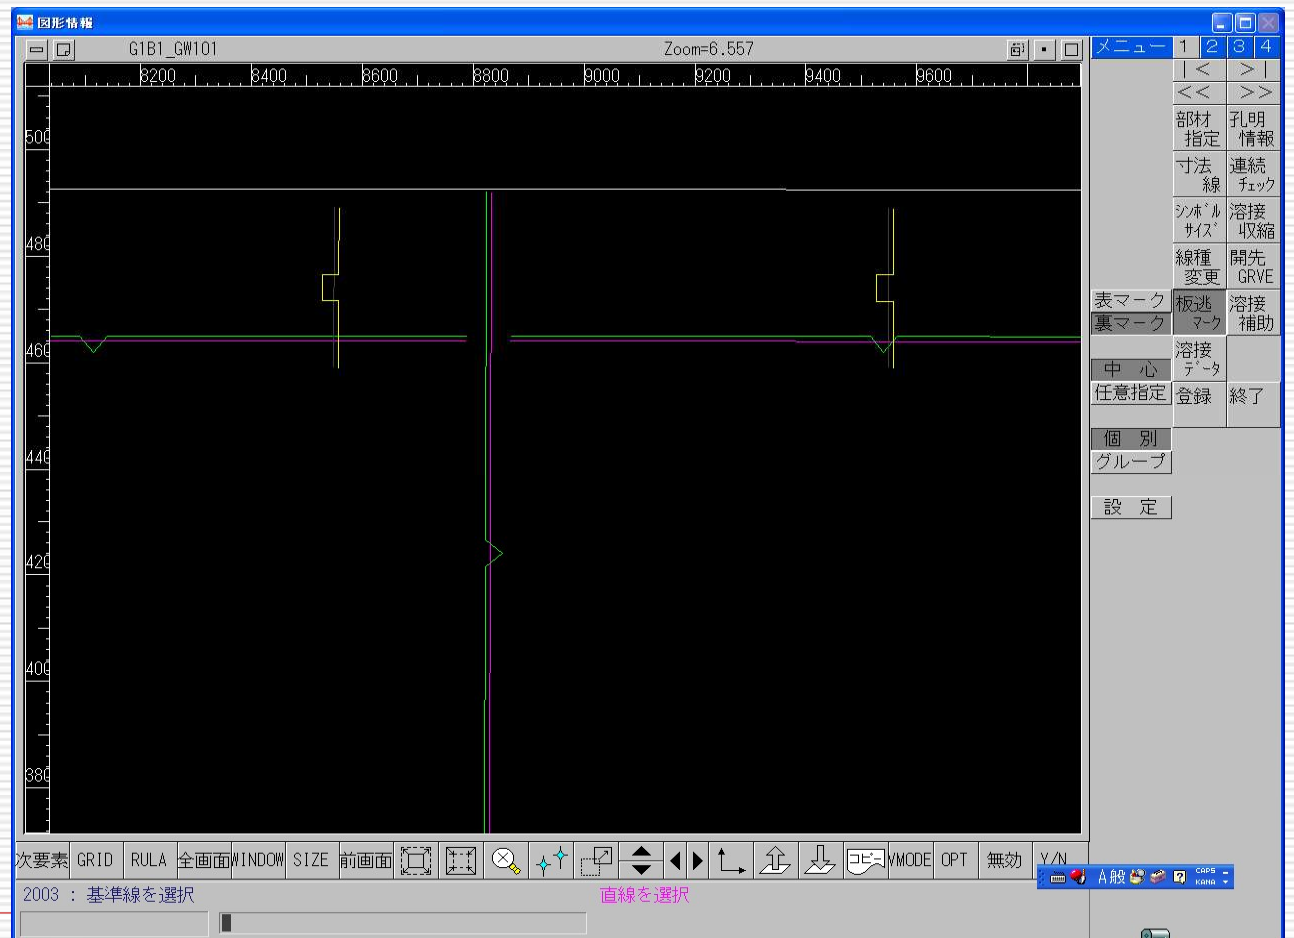 図形情報
G1B1_GW101
Zoom=6.557
メニュー 1 2 3 4
|< >|
<< >>
8200 8400 8600 8800 9000 9200 9400 9600
500
480
460
440
420
400
380
部材
指定
孔明
情報
寸法
線
連続
チェック
シンボル
サイズ
溶接
収縮
線種
変更
開先
GRVE
表マーク
裏マーク
板逃
マーク
溶接
補助
溶接
データ
中 心
任意指定
登録
終了
個 別
グループ
設 定
次要素 GRID RULA 全画面 WINDOW SIZE 前画面 コピー VMODE OPT 無効 Y/N
A般 CAPS
KANA
2003 : 基準線を選択
直線を選択